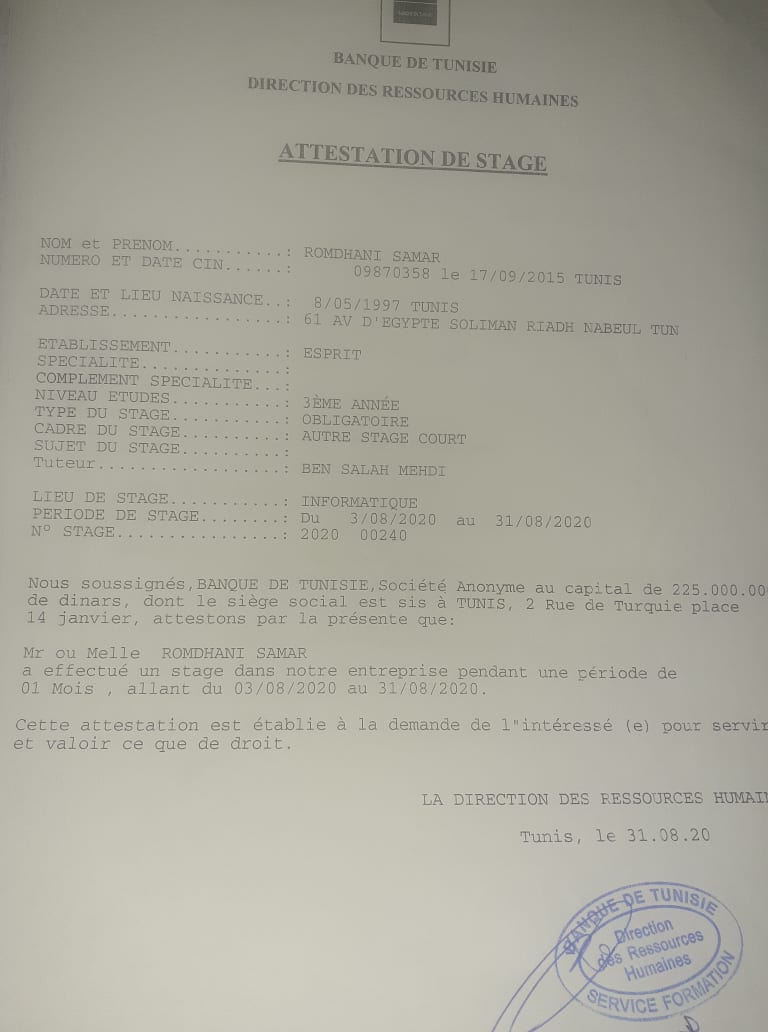 BANQUE DE TUNISIE
DIRECTION DES RESSOURCES HUMAINES
ATTESTATION DE STAGE
NOM et PRENOM...........: ROMDHANI SAMAR
NUMERO ET DATE CIN......: 09870358 le 17/09/2015 TUNIS
DATE ET LIEU NAISSANCE..: 8/05/1997 TUNIS
ADRESSE.................: 61 AV D'EGYPTE SOLIMAN RIADH NABEUL TUN
ETABLISSEMENT...........: ESPRIT
SPECIALITE..............:
COMPLEMENT SPECIALITE...:
NIVEAU ETUDES...........: 3ÈME ANNÉE
TYPE DU STAGE...........: OBLIGATOIRE
CADRE DU STAGE..........: AUTRE STAGE COURT
SUJET DU STAGE..........:
Tuteur..................: BEN SALAH MEHDI
LIEU DE STAGE...........: INFORMATIQUE
PERIODE DE STAGE........: Du 3/08/2020 au 31/08/2020
N° STAGE................: 2020 00240
Nous soussignés,BANQUE DE TUNISIE,Société Anonyme au capital de 225.000.00
de dinars, dont le siège social est sis à TUNIS, 2 Rue de Turquie place
14 janvier, attestons par la présente que:
Mr ou Melle ROMDHANI SAMAR
a effectué un stage dans notre entreprise pendant une période de
01 Mois , allant du 03/08/2020 au 31/08/2020.
Cette attestation est établie à la demande de l"intéressé (e) pour servir
et valoir ce que de droit.
LA DIRECTION DES RESSOURCES HUMAI
Tunis, le 31.08.20
BANQUE DE TUNISIE
Direction
des Ressources
Humaines
SERVICE FORMATION